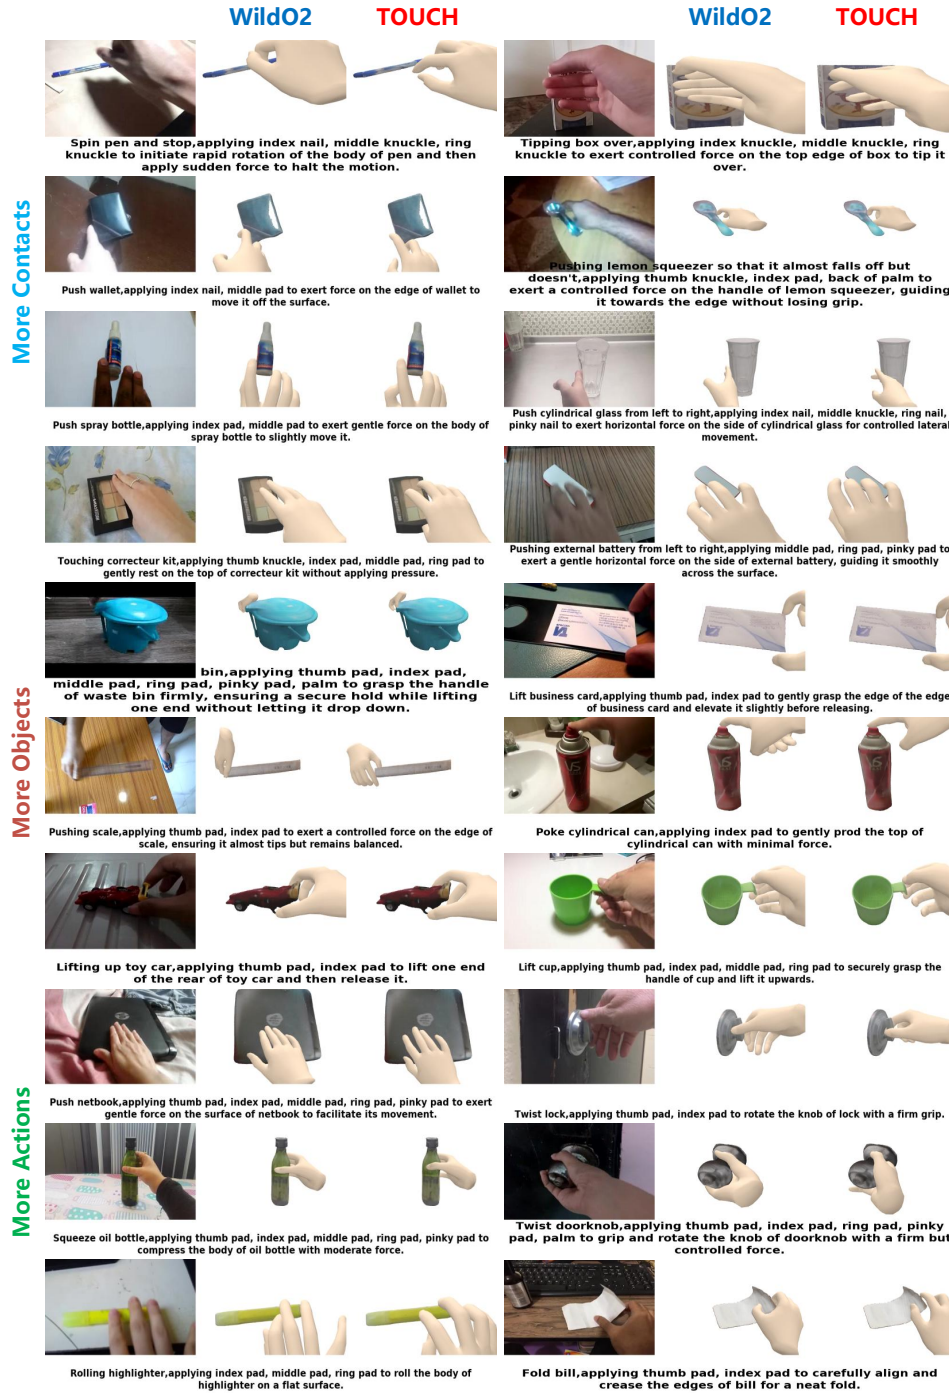 WildO2
TOUCH
WildO2
TOUCH
More Contacts
Spin pen and stop,applying index nail, middle knuckle, ring
knuckle to initiate rapid rotation of the body of pen and then
apply sudden force to halt the motion.
Tipping box over,applying index knuckle, middle knuckle, ring
knuckle to exert controlled force on the top edge of box to tip it
over.
Push wallet,applying index nail, middle pad to exert force on the edge of wallet to
move it off the surface.
Pushing lemon squeezer so that it almost falls off but
doesn't,applying thumb knuckle, index pad, back of palm to
exert a controlled force on the handle of lemon squeezer, guiding
it towards the edge without losing grip.
Push spray bottle,applying index pad, middle pad to exert gentle force on the body of
spray bottle to slightly move it.
Push cylindrical glass from left to right,applying index nail, middle knuckle, ring nail,
pinky nail to exert horizontal force on the side of cylindrical glass for controlled lateral
movement.
Touching correcteur kit,applying thumb knuckle, index pad, middle pad, ring pad to
gently rest on the top of correcteur kit without applying pressure.
Pushing external battery from left to right,applying middle pad, ring pad, pinky pad to
exert a gentle horizontal force on the side of external battery, guiding it smoothly
across the surface.
More Objects
bin,applying thumb pad, index pad,
middle pad, ring pad, pinky pad, palm to grasp the handle
of waste bin firmly, ensuring a secure hold while lifting
one end without letting it drop down.
Lift business card,applying thumb pad, index pad to gently grasp the edge of the edge
of business card and elevate it slightly before releasing.
Pushing scale,applying thumb pad, index pad to exert a controlled force on the edge of
scale, ensuring it almost tips but remains balanced.
Poke cylindrical can,applying index pad to gently prod the top of
cylindrical can with minimal force.
Lifting up toy car,applying thumb pad, index pad to lift one end
of the rear of toy car and then release it.
Lift cup,applying thumb pad, index pad, middle pad, ring pad to securely grasp the
handle of cup and lift it upwards.
More Actions
Push netbook,applying thumb pad, index pad, middle pad, ring pad, pinky pad to exert
gentle force on the surface of netbook to facilitate its movement.
Twist lock,applying thumb pad, index pad to rotate the knob of lock with a firm grip.
Squeeze oil bottle,applying thumb pad, index pad, middle pad, ring pad, pinky pad to
compress the body of oil bottle with moderate force.
Twist doorknob,applying thumb pad, index pad, ring pad, pinky
pad, palm to grip and rotate the knob of doorknob with a firm but
controlled force.
Rolling highlighter,applying index pad, middle pad, ring pad to roll the body of
highlighter on a flat surface.
Fold bill,applying thumb pad, index pad to carefully align and
crease the edges of bill for a neat fold.